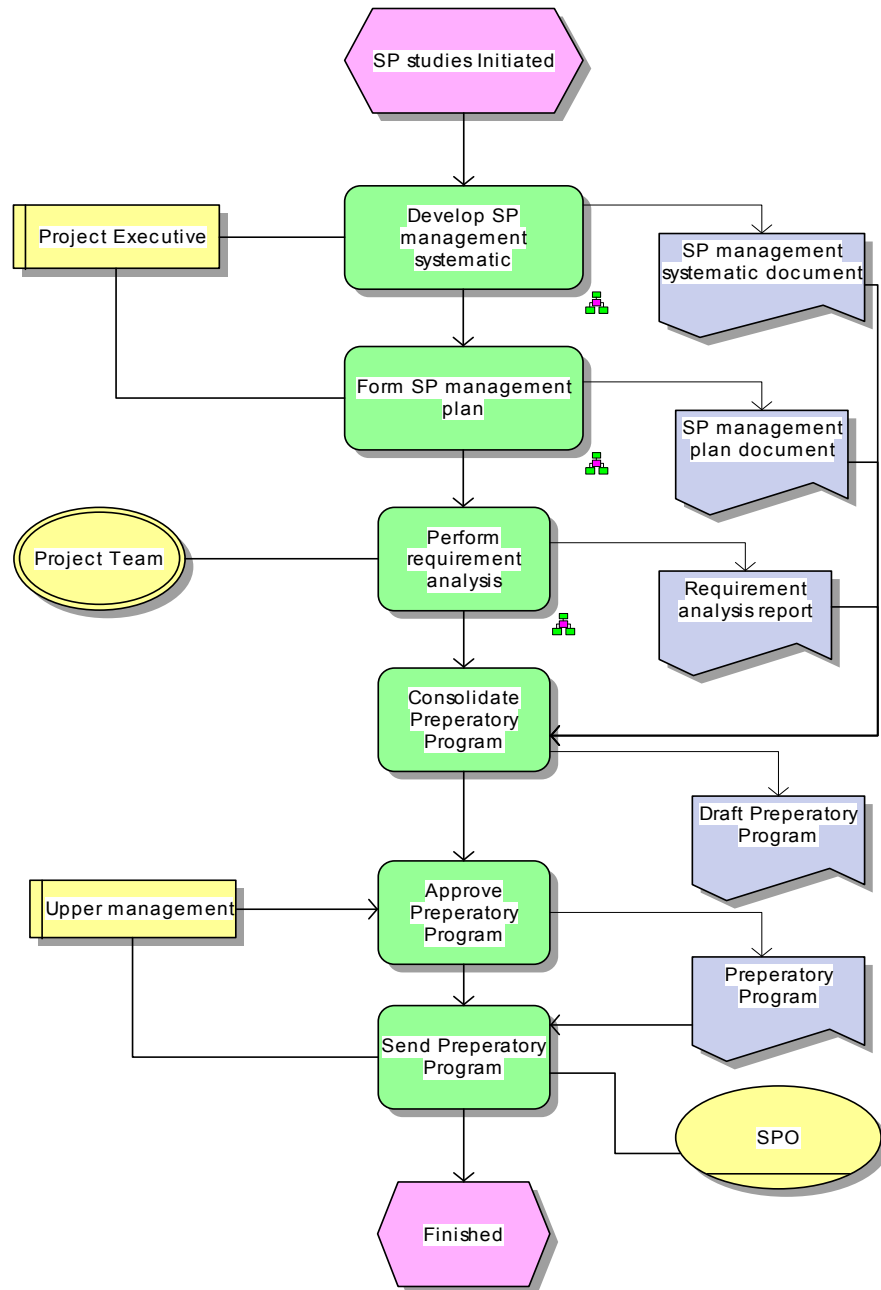 SP studies Initiated
Develop SP
management
systematic
Project Executive
SP management
systematic document
Form SP management
plan
SP management
plan document
Perform
requirement
analysis
Project Team
Requirement
analysis report
Consolidate
Preperatory
Program
Draft Preperatory
Program
Approve
Preperatory
Program
Upper management
Preperatory
Program
Send Preperatory
Program
SPO
Finished